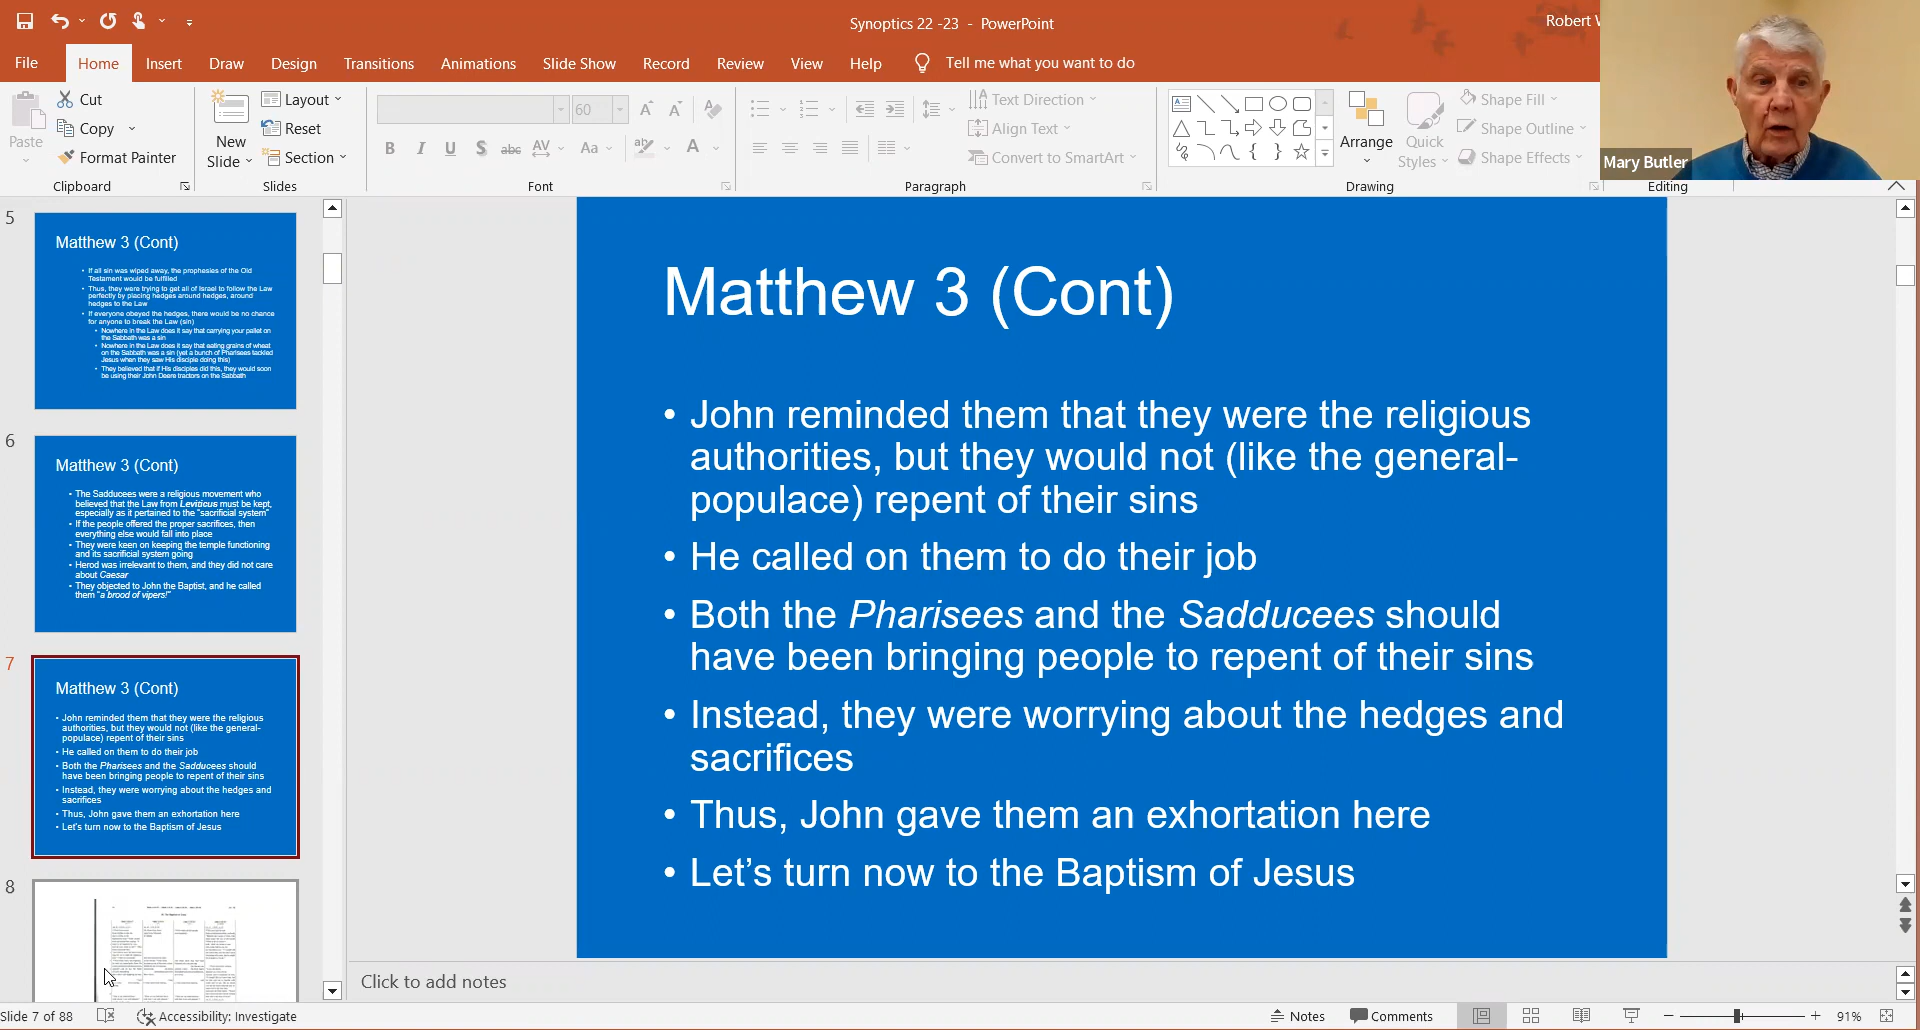 Synoptics 22 -23 - PowerPoint
Robert W
File
Home
Insert
Draw
Design
Transitions
Animations
Slide Show
Record
Review
View
Help
Tell me what you want to do
Paste
Cut
Copy
Format Painter
Clipboard
New
Slide
Layout
Reset
Section
Slides
60
B I U S abc AV Aa A
Font
Text Direction
Align Text
Convert to SmartArt
Paragraph
Arrange
Quick
Styles
Shape Fill
Shape Outline
Shape Effects
Drawing
Editing
Mary Butler
5
Matthew 3 (Cont)
• If all sin was wiped away, the prophesies of the Old
Testament would be fulfilled
• Thus, they were trying to get all of Israel to follow the Law
perfectly by placing hedges around hedges, around
hedges to the Law
• If everyone obeyed the hedges, there would be no chance
for anyone to break the Law (sin)
• Nowhere in the Law does it say that carrying your pallet on
the Sabbath was a sin
• Nowhere in the Law does it say that eating grains of wheat
on the Sabbath was a sin (yet a bunch of Pharisees tackled
Jesus when they saw His disciple doing this)
• They believed that if His disciples did this, they would soon
be using their John Deere tractors on the Sabbath
6
Matthew 3 (Cont)
• The Sadducees were a religious movement who
believed that the Law from Leviticus must be kept,
especially as it pertained to the "sacrificial system"
• If the people offered the proper sacrifices, then
everything else would fall into place
• They were keen on keeping the temple functioning
and its sacrificial system going
• Herod was irrelevant to them, and they did not care
about Caesar
• They objected to John the Baptist, and he called
them "a brood of vipers!"
7
Matthew 3 (Cont)
• John reminded them that they were the religious
authorities, but they would not (like the general-
populace) repent of their sins
• He called on them to do their job
• Both the Pharisees and the Sadducees should
have been bringing people to repent of their sins
• Instead, they were worrying about the hedges and
sacrifices
• Thus, John gave them an exhortation here
• Let's turn now to the Baptism of Jesus
8
Matthew 3 (Cont)
• John reminded them that they were the religious
authorities, but they would not (like the general-
populace) repent of their sins
• He called on them to do their job
• Both the Pharisees and the Sadducees should
have been bringing people to repent of their sins
• Instead, they were worrying about the hedges and
sacrifices
• Thus, John gave them an exhortation here
• Let’s turn now to the Baptism of Jesus
Click to add notes
Slide 7 of 88
Accessibility: Investigate
Notes
Comments
91%